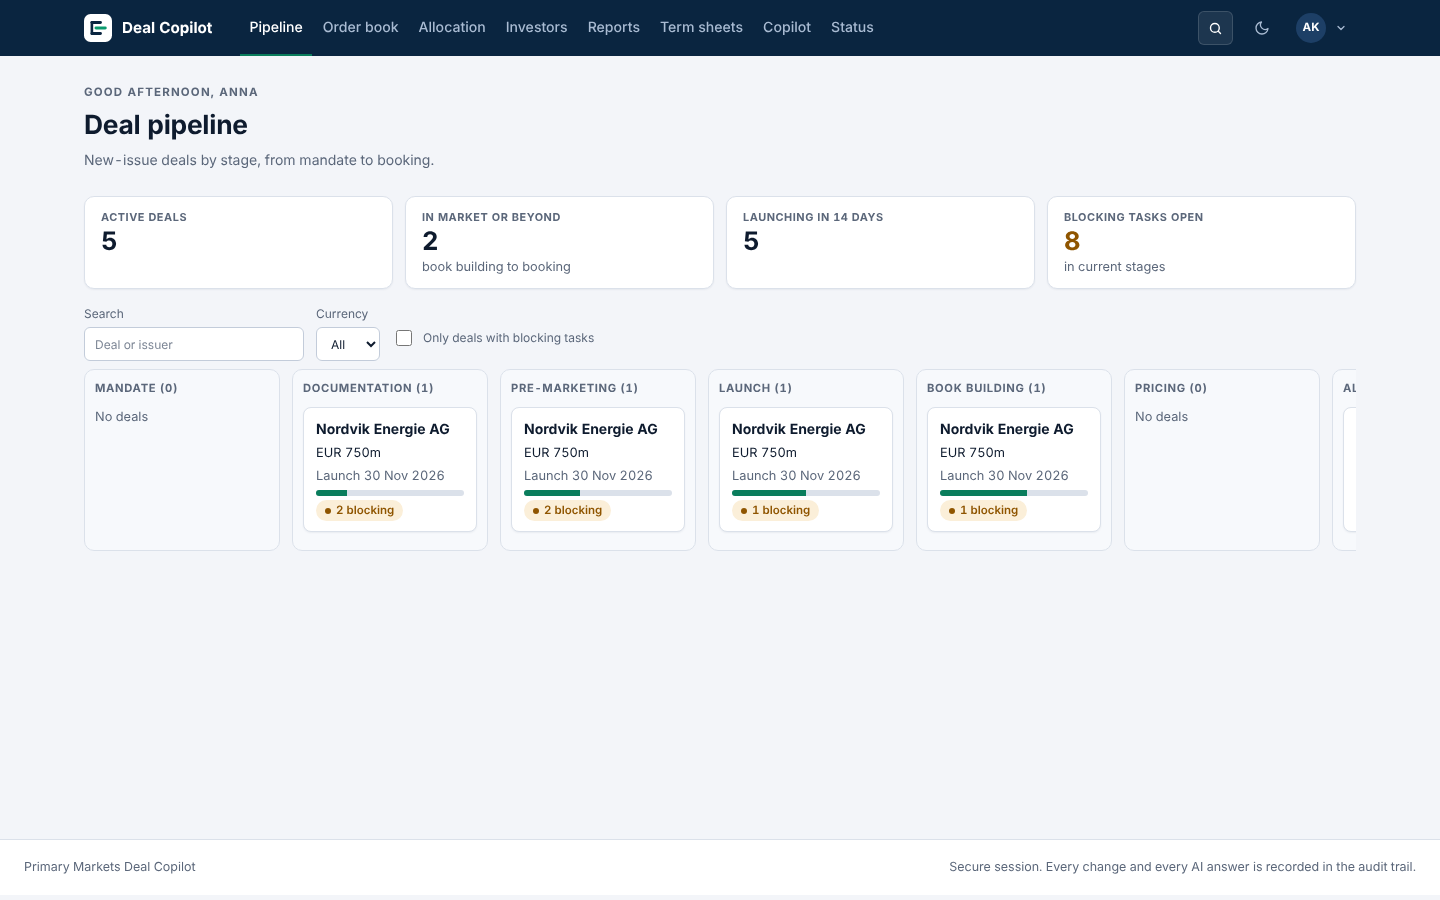 Deal Copilot Pipeline Order book Allocation Investors Reports Term sheets Copilot Status AK
GOOD AFTERNOON, ANNA
Deal pipeline
New-issue deals by stage, from mandate to booking.
ACTIVE DEALS
5
IN MARKET OR BEYOND
2
book building to booking
LAUNCHING IN 14 DAYS
5
BLOCKING TASKS OPEN
8
in current stages
Search
Deal or issuer
Currency
All
Only deals with blocking tasks
MANDATE (0)
No deals
DOCUMENTATION (1)
Nordvik Energie AG
EUR 750m
Launch 30 Nov 2026
2 blocking
PRE-MARKETING (1)
Nordvik Energie AG
EUR 750m
Launch 30 Nov 2026
2 blocking
LAUNCH (1)
Nordvik Energie AG
EUR 750m
Launch 30 Nov 2026
1 blocking
BOOK BUILDING (1)
Nordvik Energie AG
EUR 750m
Launch 30 Nov 2026
1 blocking
PRICING (0)
No deals
Primary Markets Deal Copilot
Secure session. Every change and every AI answer is recorded in the audit trail.